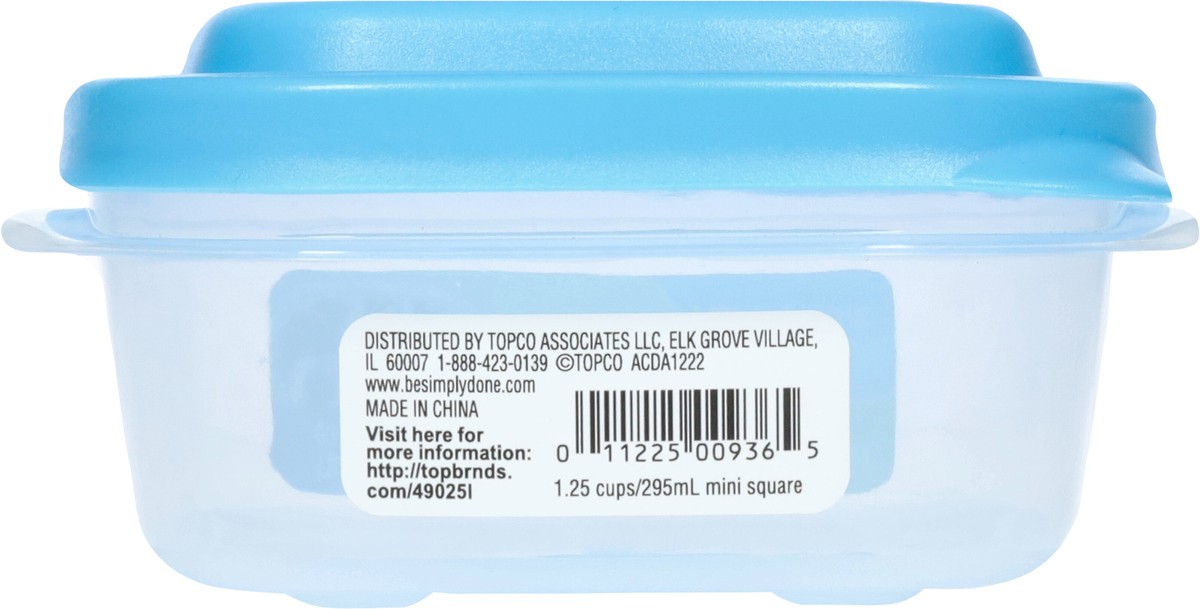 DISTRIBUTED BY TOPCO ASSOCIATES LLC, ELK GROVE VILLAGE,
IL 60007 1-888-423-0139 ©TOPCO ACDA1222
www.besimplydone.com
MADE IN CHINA
Visit here for
more information:
http://topbrnds.
com/49025l
0 11225 00936 5
1.25 cups/295mL mini square